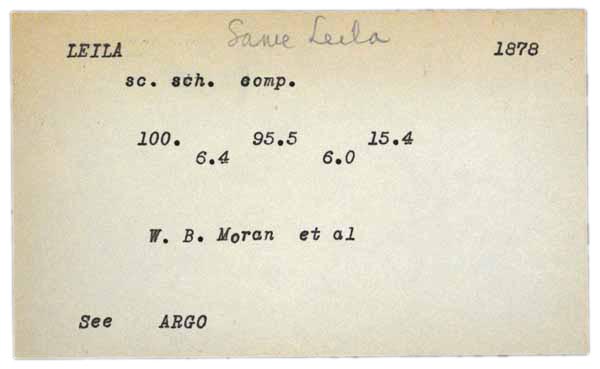 LEILA Same Leila 1878
sc. sch. comp.
100. 95.5 15.4
6.4 6.0
W. B. Moran et al
See ARGO